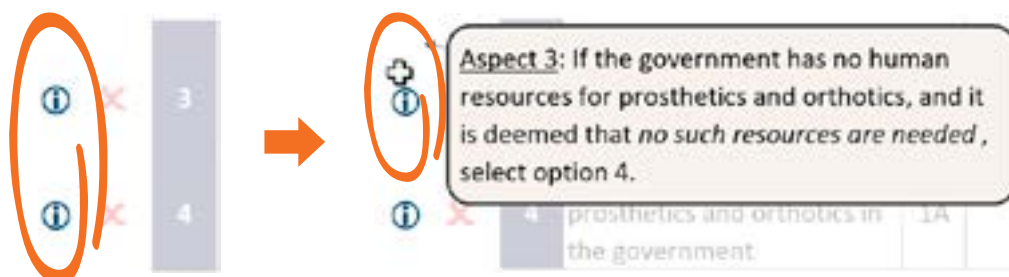 3
4
Aspect 3: If the government has no human
resources for prosthetics and orthotics, and it
is deemed that no such resources are needed ,
select option 4.
4 prosthetics and orthotics in 1A
the government